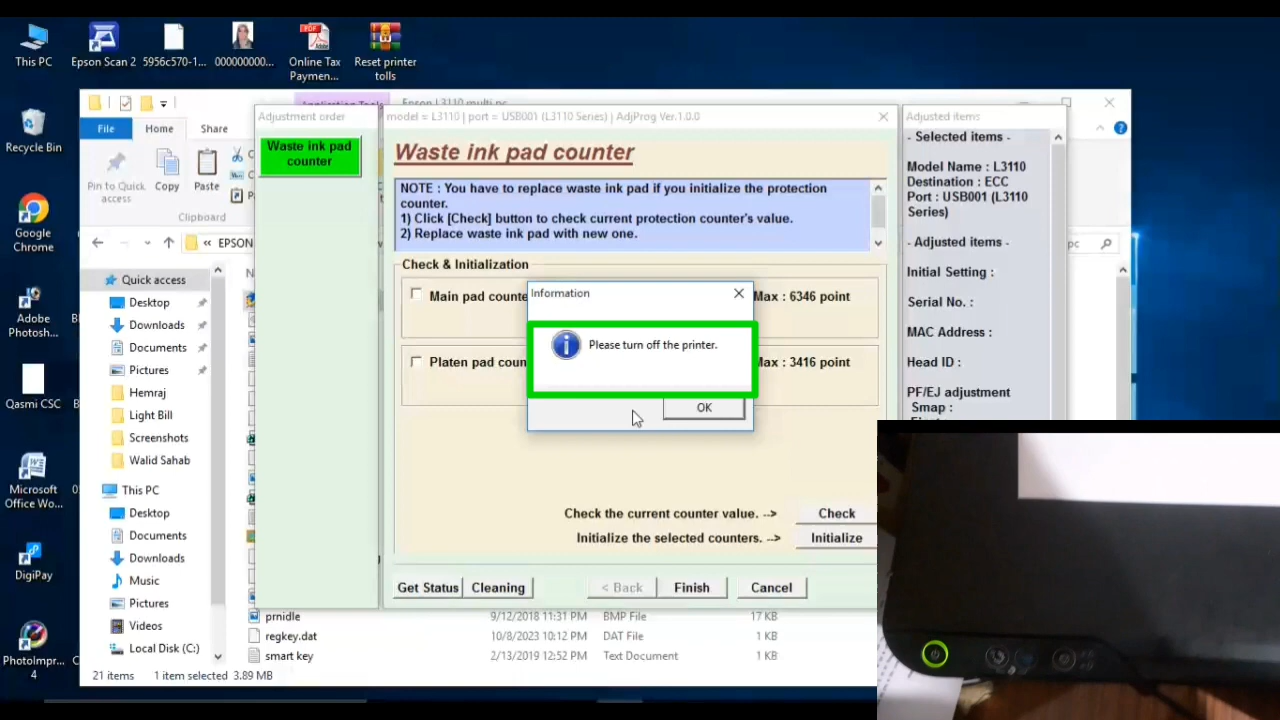 This PC
Epson Scan 2
5956c570-1...
000000000...
Online Tax
Paymen...
Reset printer
tolls
Recycle Bin
Google
Chrome
Adobe
Photosh...
Qasmi CSC
Microsoft
Office Wo...
DigiPay
PhotoImpr...
4
File
Home
Share
Pin to Quick
access
Copy
Paste
Clipboard
EPSON
Quick access
Desktop
Downloads
Documents
Pictures
Hemraj
Light Bill
Screenshots
Walid Sahab
This PC
Desktop
Documents
Downloads
Music
Pictures
Videos
Local Disk (C:)
21 items
1 item selected 3.89 MB
prnidle
9/12/2018 11:31 PM
BMP File
17 KB
regkey.dat
10/8/2023 10:12 PM
DAT File
1 KB
smart key
2/13/2019 12:52 PM
Text Document
1 KB
Adjustment order
Waste ink pad
counter
model = L3110 | port = USB001 (L3110 Series) | AdjProg Ver.1.0.0
Waste ink pad counter
NOTE : You have to replace waste ink pad if you initialize the protection
counter.
1) Click [Check] button to check current protection counter's value.
2) Replace waste ink pad with new one.
Check & Initialization
Main pad counte
Max : 6346 point
Platen pad coun
Max : 3416 point
Information
Please turn off the printer.
OK
Check the current counter value. -->
Check
Initialize the selected counters. -->
Initialize
Get Status
Cleaning
< Back
Finish
Cancel
Adjusted items
- Selected items -
Model Name : L3110
Destination : ECC
Port : USB001 (L3110
Series)
- Adjusted items -
Initial Setting :
Serial No. :
MAC Address :
Head ID :
PF/EJ adjustment
Smap :
pc